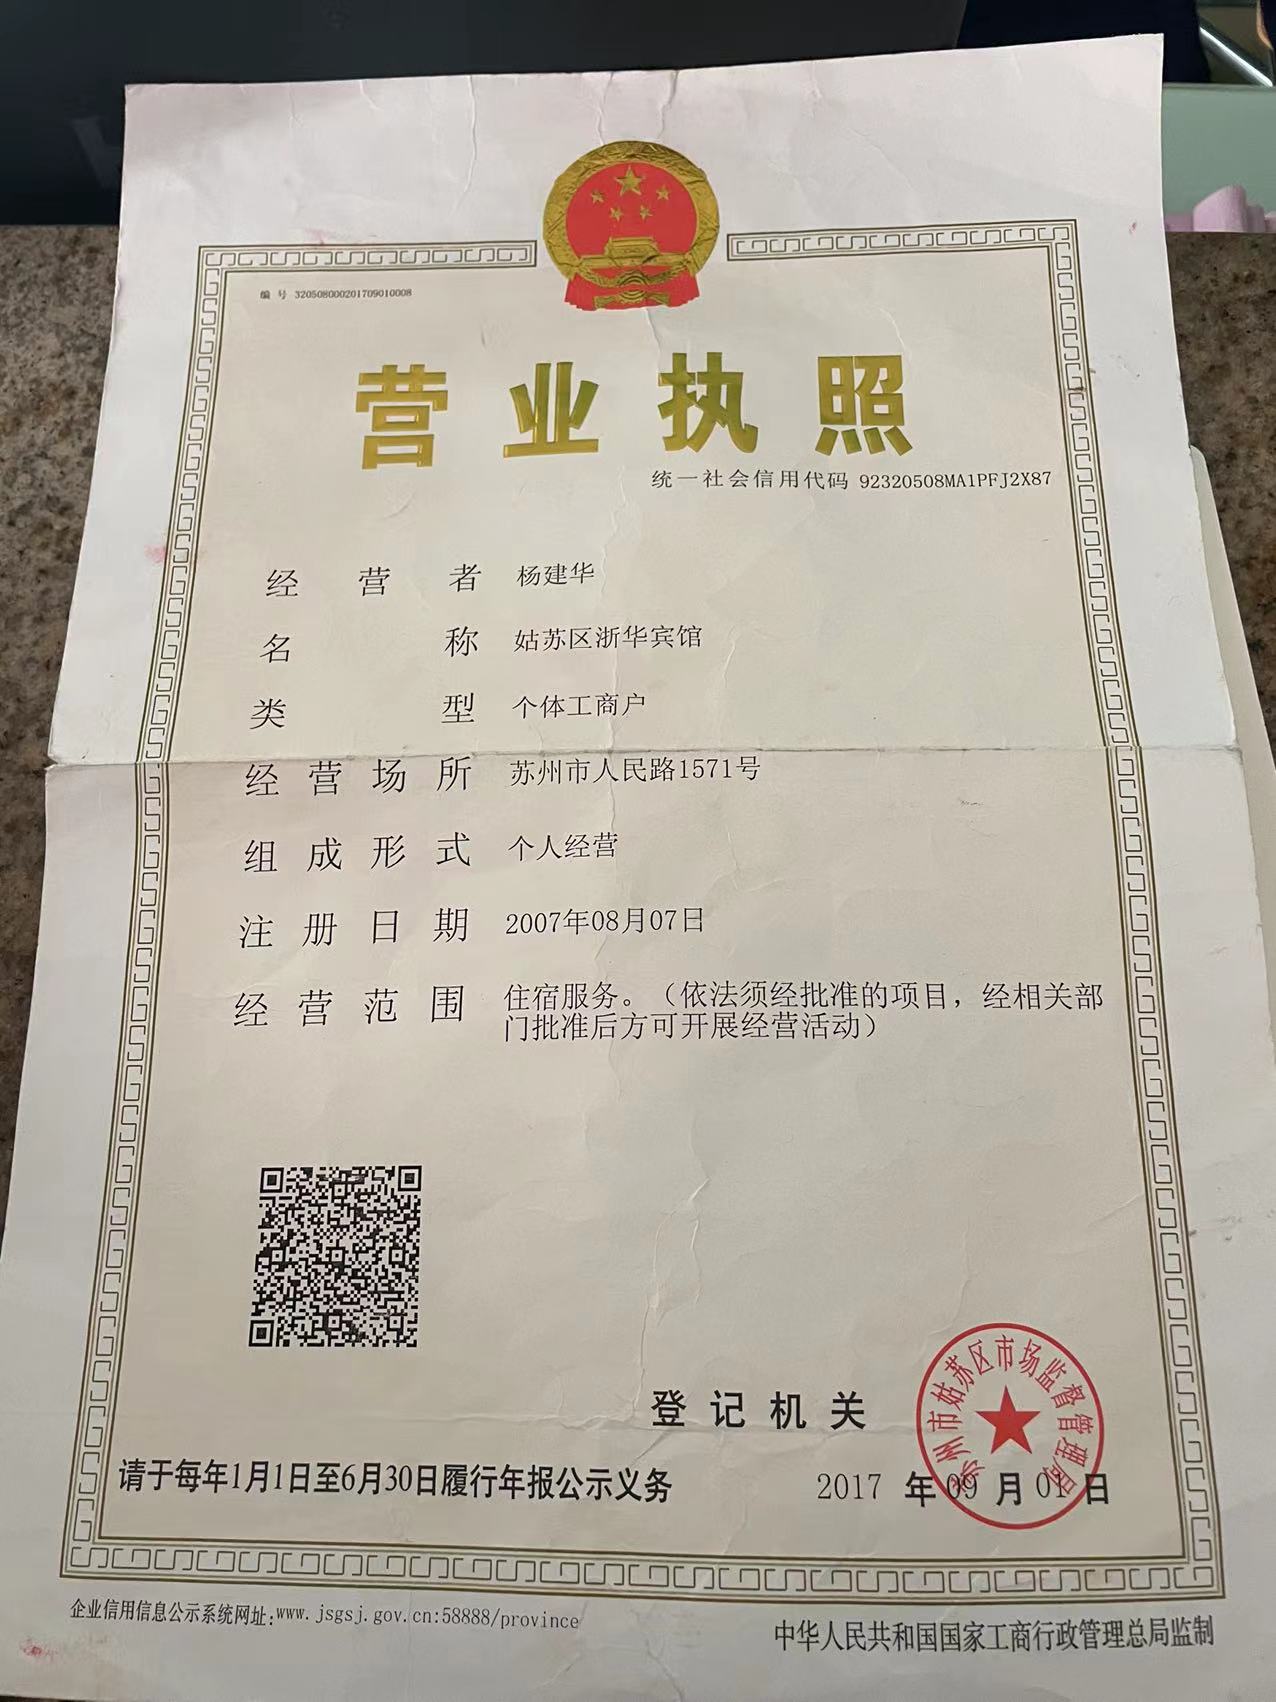 编 号 320508000201709010008
营业执照
统一社会信用代码 92320508MA1PFJ2X87
经营者 杨建华
名称 姑苏区浙华宾馆
类型 个体工商户
经营场所 苏州市人民路1571号
组成形式 个人经营
注册日期 2007年08月07日
经营范围 住宿服务。（依法须经批准的项目，经相关部
门批准后方可开展经营活动）
苏州市姑苏区市场监督管理局
登记机关
请于每年1月1日至6月30日履行年报公示义务
2017 年 09 月 01 日
企业信用信息公示系统网址:www.jsgsj.gov.cn:58888/province
中华人民共和国国家工商行政管理总局监制